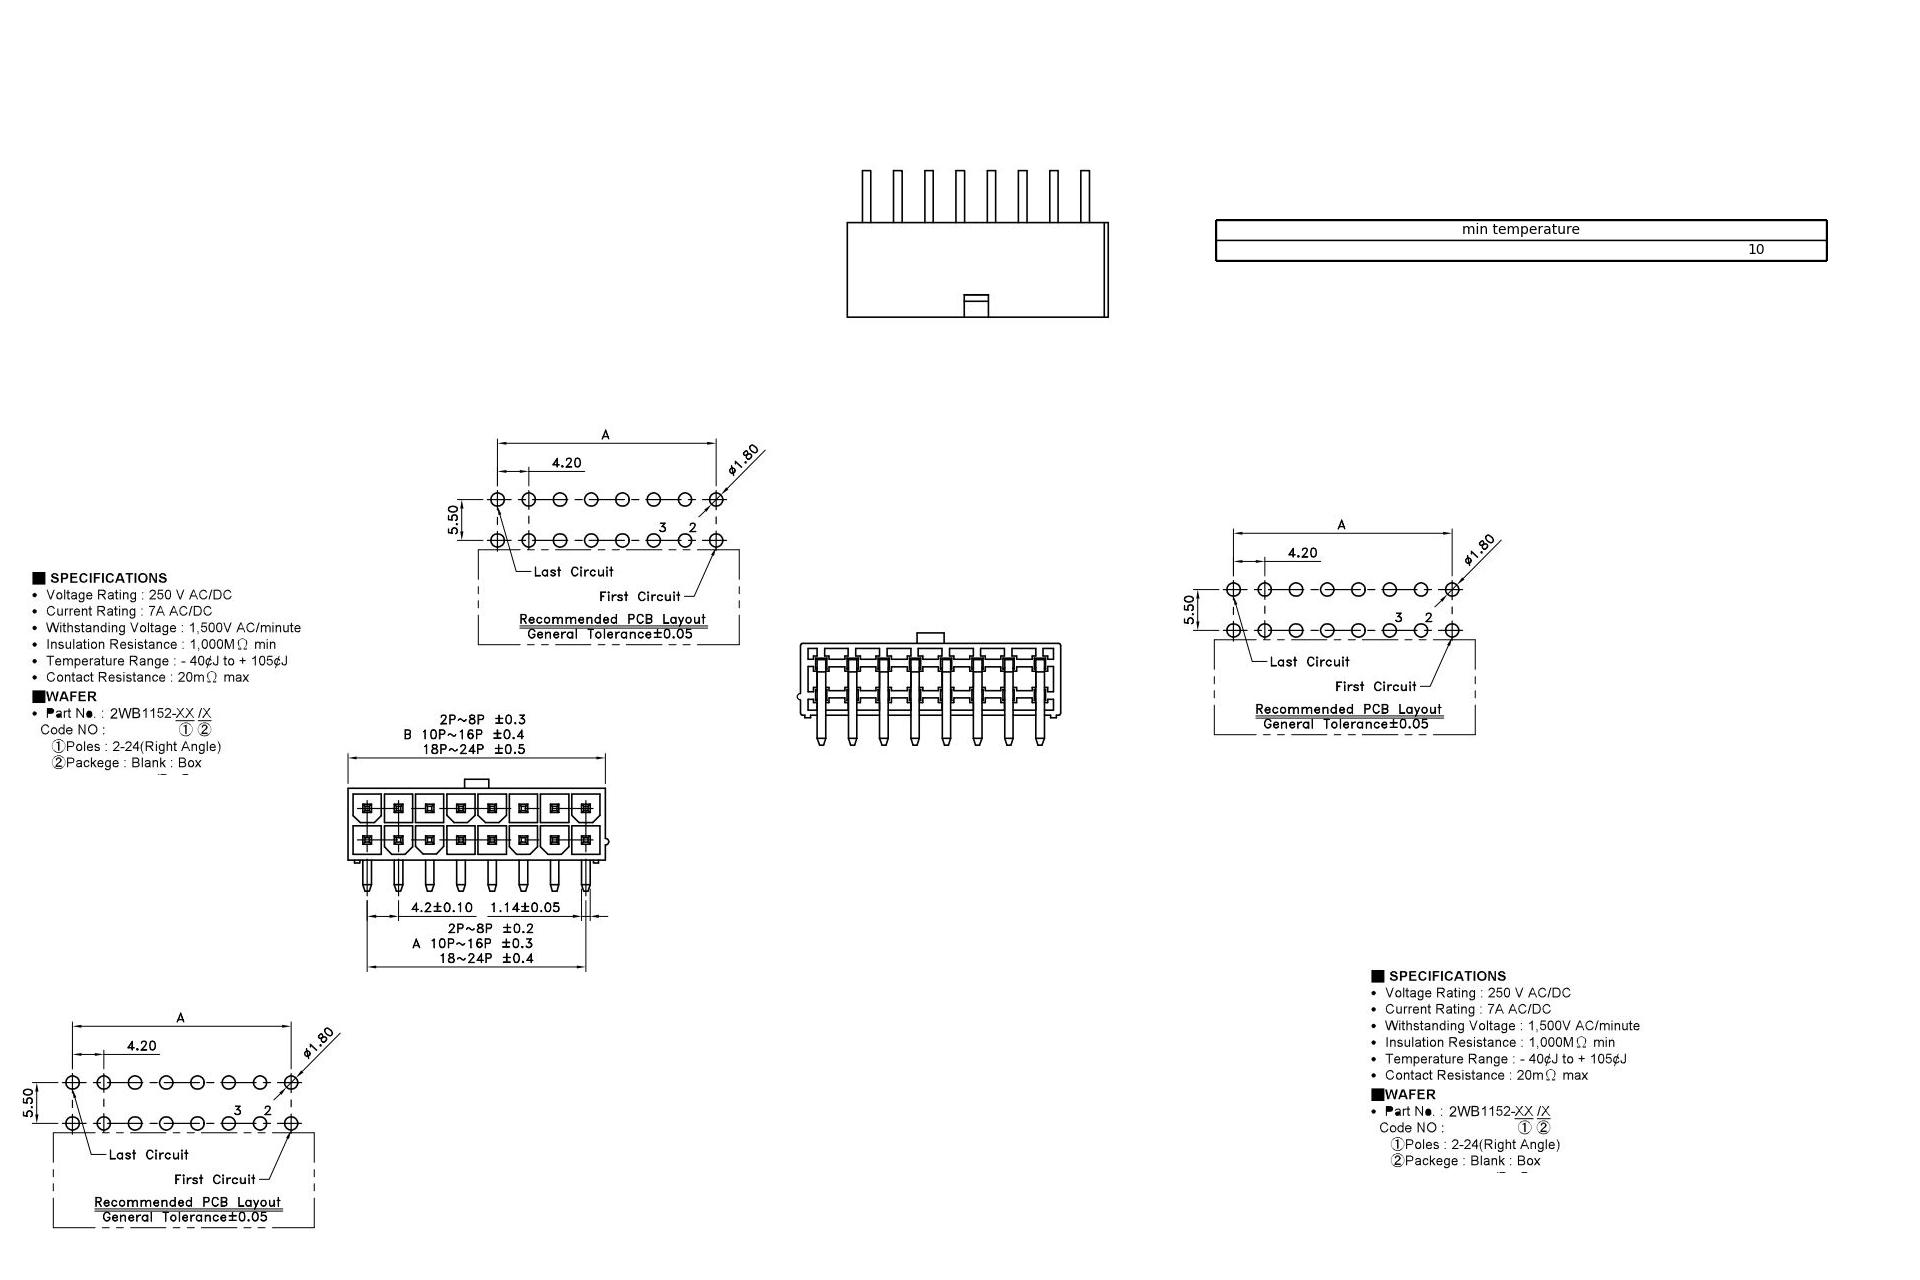 min temperature
10
A
4.20
ø1.80
5.50
3 2
Last Circuit
First Circuit
Recommended PCB Layout
General Tolerance±0.05
A
4.20
ø1.80
5.50
3 2
Last Circuit
First Circuit
Recommended PCB Layout
General Tolerance±0.05
■ SPECIFICATIONS
• Voltage Rating : 250 V AC/DC
• Current Rating : 7A AC/DC
• Withstanding Voltage : 1,500V AC/minute
• Insulation Resistance : 1,000MΩ min
• Temperature Range : - 40¢J to + 105¢J
• Contact Resistance : 20mΩ max
■WAFER
• Part No. : 2WB1152-XX /X
Code NO : ① ②
①Poles : 2-24(Right Angle)
②Packege : Blank : Box
2P~8P ±0.3
B 10P~16P ±0.4
18P~24P ±0.5
4.2±0.10 1.14±0.05
2P~8P ±0.2
A 10P~16P ±0.3
18~24P ±0.4
A
4.20
ø1.80
5.50
3 2
Last Circuit
First Circuit
Recommended PCB Layout
General Tolerance±0.05
■ SPECIFICATIONS
• Voltage Rating : 250 V AC/DC
• Current Rating : 7A AC/DC
• Withstanding Voltage : 1,500V AC/minute
• Insulation Resistance : 1,000MΩ min
• Temperature Range : - 40¢J to + 105¢J
• Contact Resistance : 20mΩ max
■WAFER
• Part No. : 2WB1152-XX /X
Code NO : ① ②
①Poles : 2-24(Right Angle)
②Packege : Blank : Box